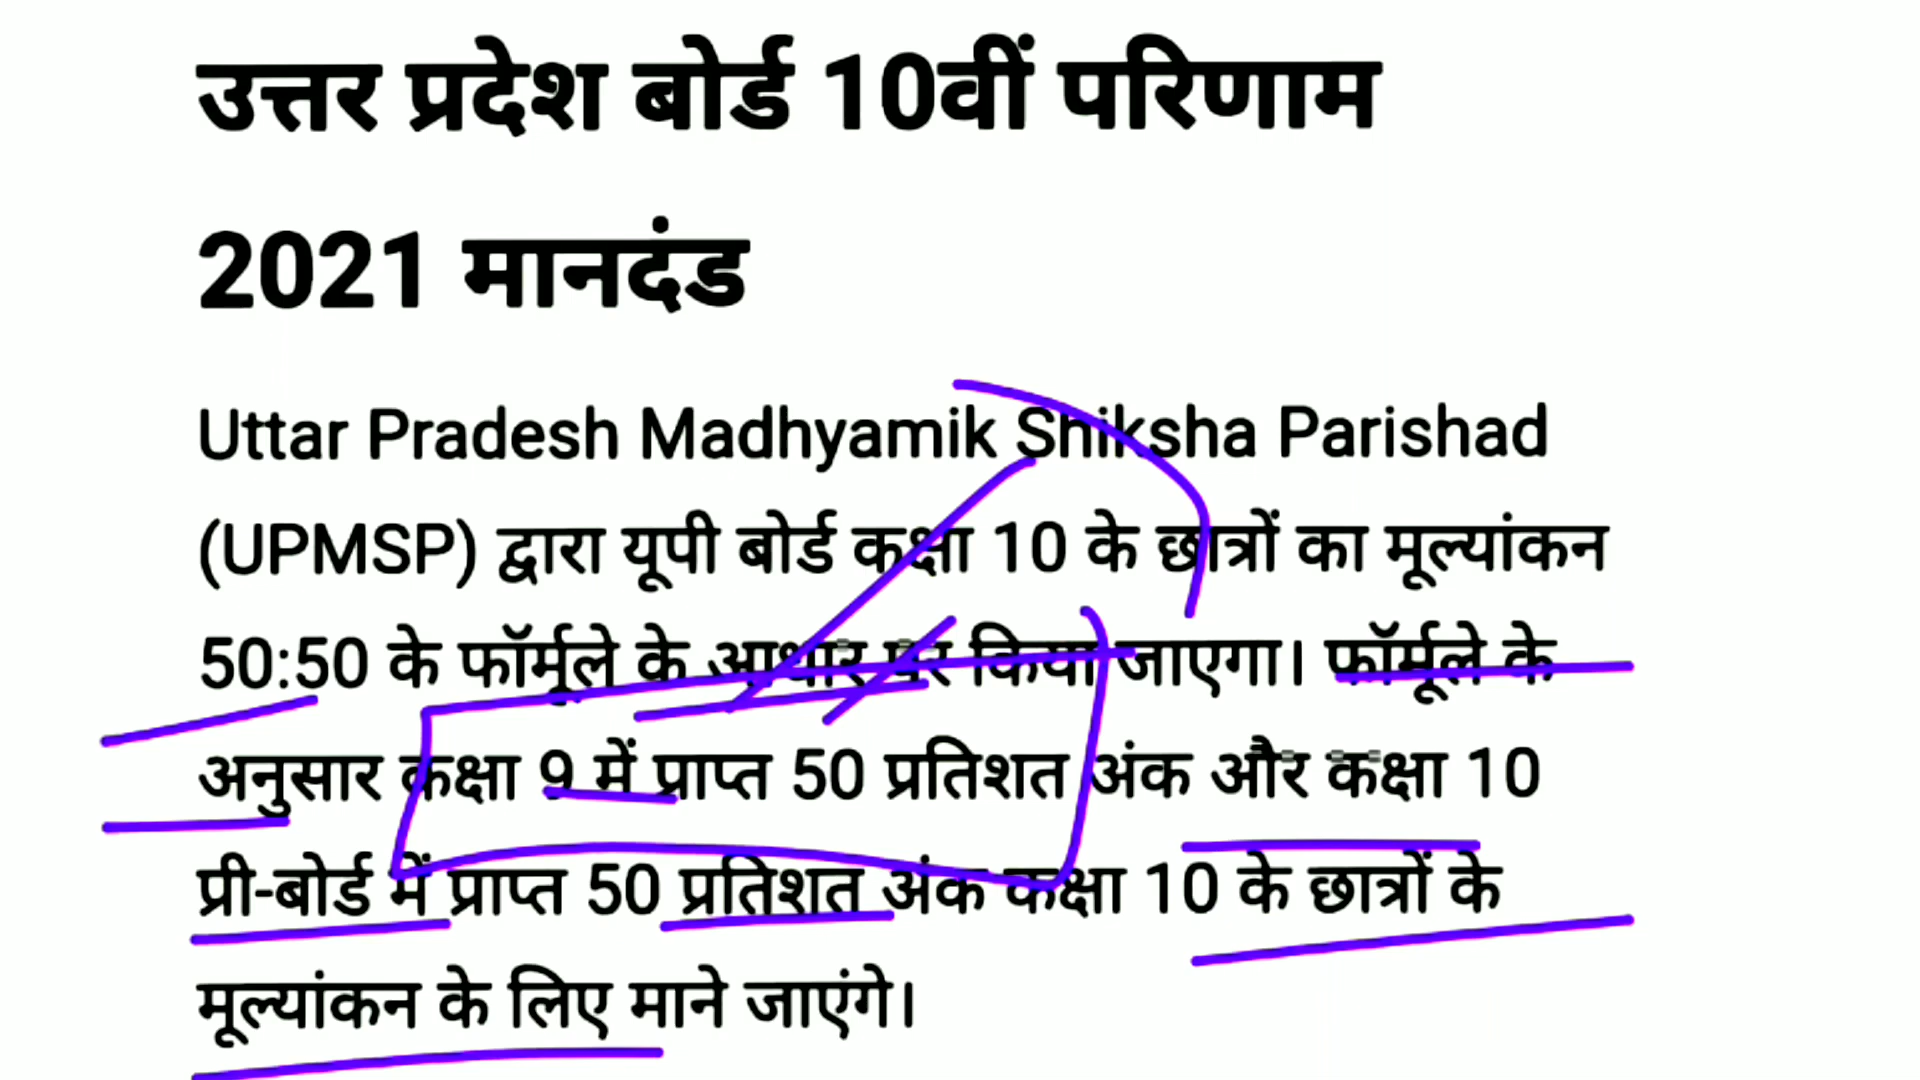 उत्तर प्रदेश बोर्ड 10वीं परिणाम
2021 मानदंड
Uttar Pradesh Madhyamik Shiksha Parishad
(UPMSP) द्वारा यूपी बोर्ड कक्षा 10 के छात्रों का मूल्यांकन
50:50 के फॉर्मूले के आधार पर किया जाएगा। फॉर्मूले के
अनुसार कक्षा 9 में प्राप्त 50 प्रतिशत अंक और कक्षा 10
प्री-बोर्ड में प्राप्त 50 प्रतिशत अंक कक्षा 10 के छात्रों के
मूल्यांकन के लिए माने जाएंगे।